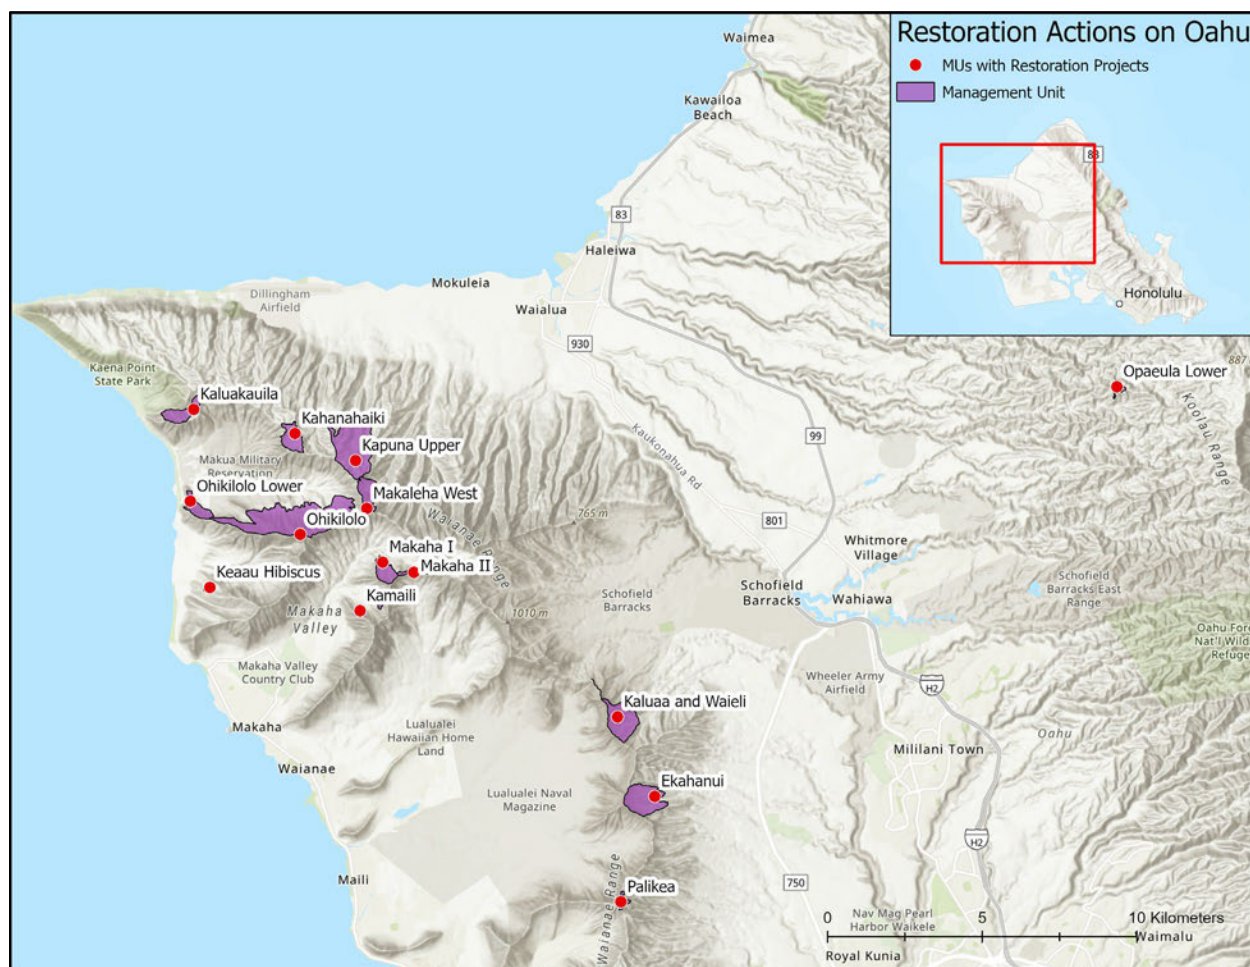 Restoration Actions on Oahu
MUs with Restoration Projects
Management Unit
83
Honolulu
Waimea
Kawailoa
Beach
83
Haleiwa
Mokuleia
Dillingham
Airfield
Waialua
930
Kaena Point
State Park
887
Opaeula Lower
Koolau Range
Kaluakauila
Kahanahaiki
Kapuna Upper
Kaukonahua Rd
99
Makua Military
Reservation
Ohikilolo Lower
Makaleha West
Ohikilolo
Waianae Range
765 m
801
Whitmore
Village
Makaha I
Makaha II
Keaau Hibiscus
Kamaili
Makaha
Valley
1010 m
Schofield
Barracks
Schofield
Barracks
Wahiawa
Schofield
Barracks East
Range
Oahu Fore
Nat'l Wildl
Refuge
Makaha Valley
Country Club
Wheeler Army
Airfield
H2
Kaluaa and Waieli
Makaha
Lualualei
Hawaiian Home
Land
Oahu
Mililani Town
Waianae
Lualualei Naval
Magazine
Ekahanui
H2
Maili
Waianae Range
Palikea
750
Nav Mag Pearl
Harbor Waikele
0 5 10 Kilometers
Waimalu
Royal Kunia